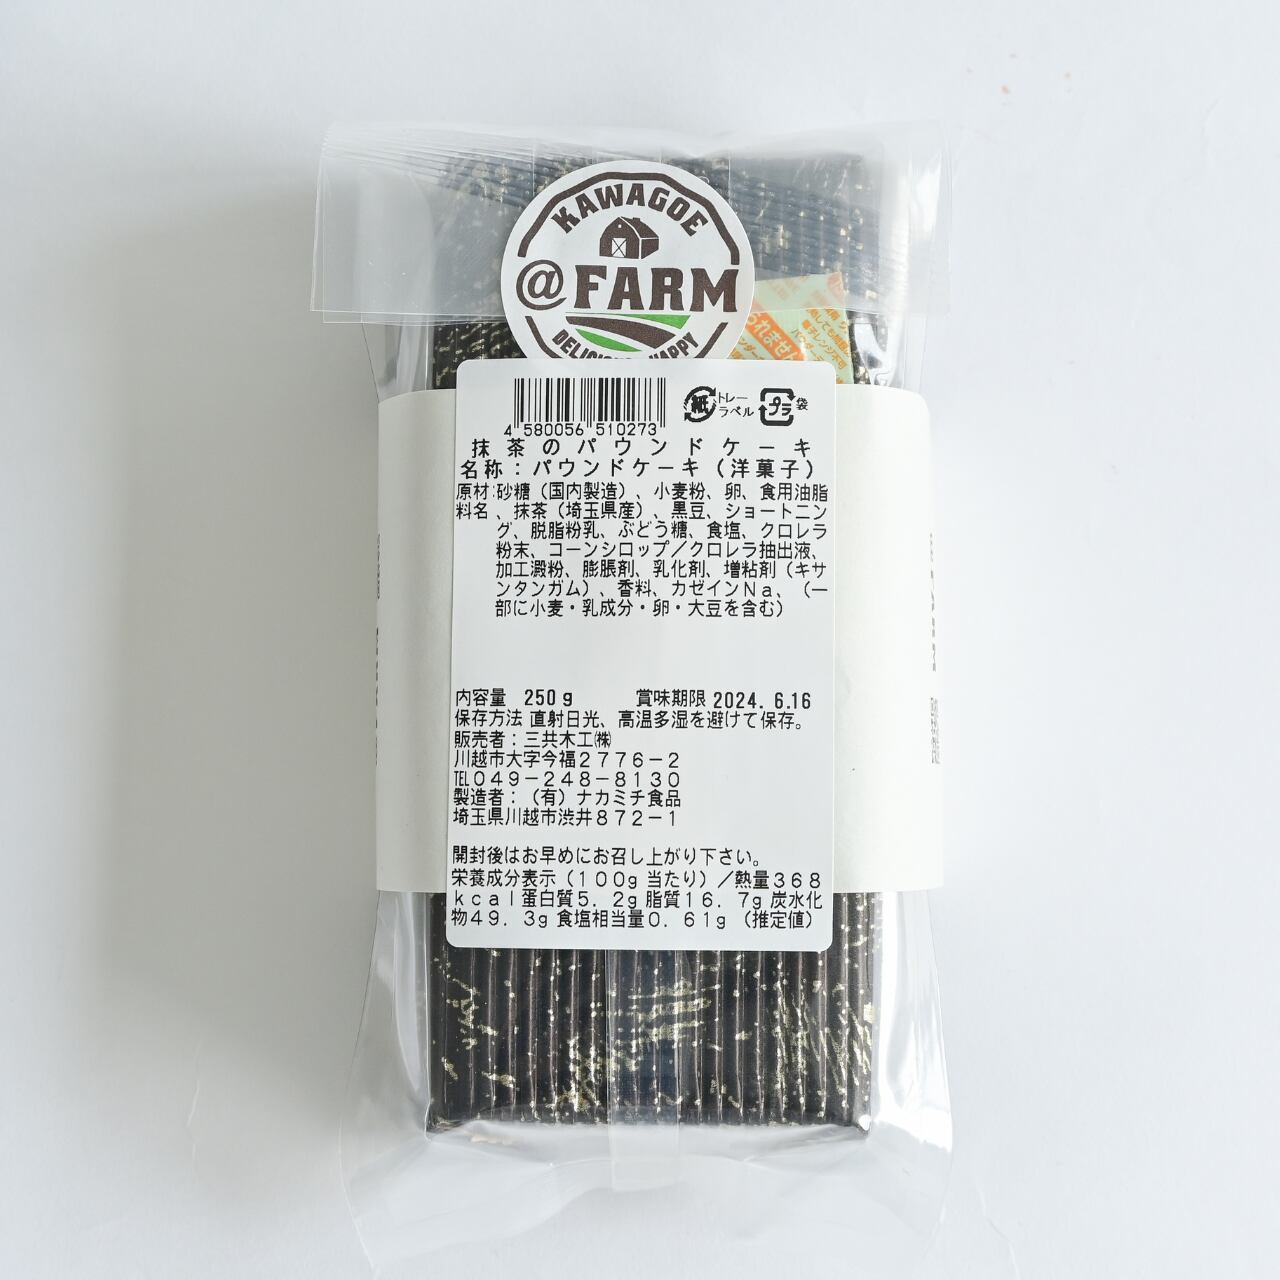 KAWAGOE
@FARM
4 580056 510273
紙 トレー
ラベル
プラ 袋
抹茶のパウンドケーキ
名称：パウンドケーキ（洋菓子）
原材 砂糖（国内製造）、小麦粉、卵、食用油脂
料名 、抹茶（埼玉県産）、黒豆、ショートニン
グ、脱脂粉乳、ぶどう糖、食塩、クロレラ
粉末、コーンシロップ／クロレラ抽出液、
加工澱粉、膨脹剤、乳化剤、増粘剤（キサ
ンタンガム）、香料、カゼインＮａ、（一
部に小麦・乳成分・卵・大豆を含む）
内容量 250ｇ 賞味期限 2024. 6.16
保存方法 直射日光、高温多湿を避けて保存。
販売者：三共木工㈱
川越市大字今福２７７６－２
℡０４９－２４８－８１３０
製造者：（有）ナカミチ食品
埼玉県川越市渋井８７２－１
開封後はお早めにお召し上がり下さい。
栄養成分表示（１００g 当たり）／熱量３６８
ｋｃａｌ蛋白質５．２g 脂質１６．７g 炭水化
物４９．３g 食塩相当量０．６１g （推定値）